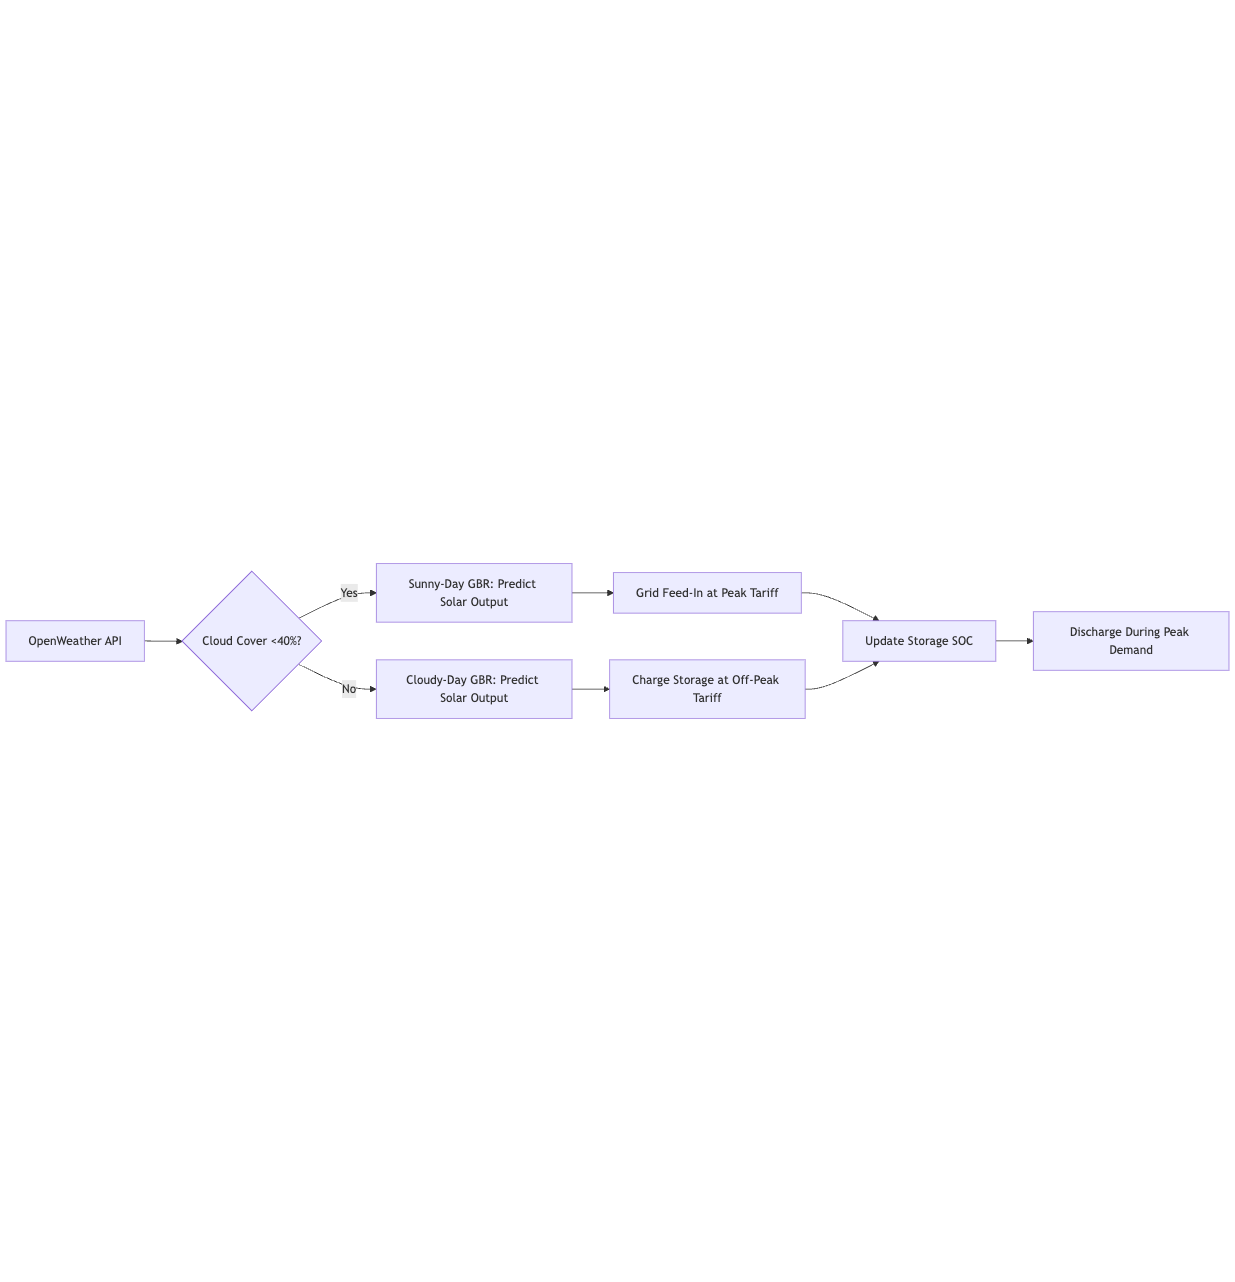 OpenWeather API
Cloud Cover <40%?
Yes
No
Sunny-Day GBR: Predict
Solar Output
Cloudy-Day GBR: Predict
Solar Output
Grid Feed-In at Peak Tariff
Charge Storage at Off-Peak
Tariff
Update Storage SOC
Discharge During Peak
Demand